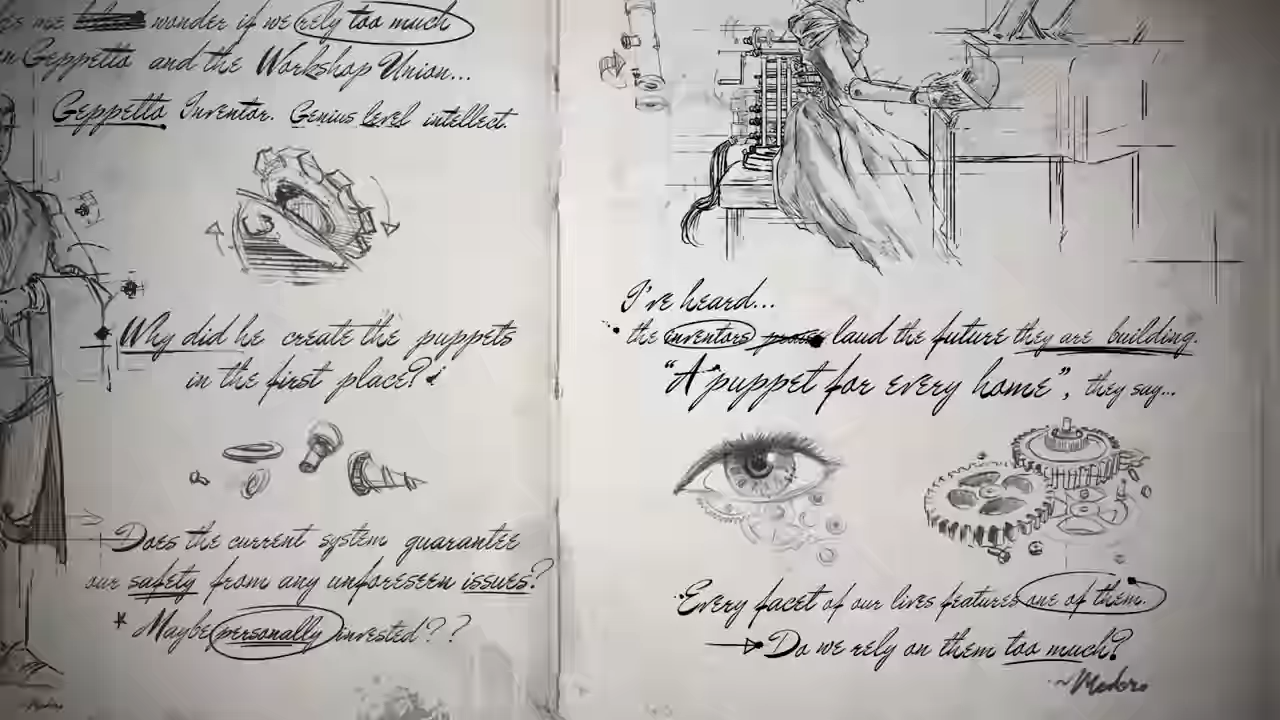 me wonder if we rely too much
Geppetto and the Workshop Union...
Geppetto Inventor. Genius level intellect.
Why did he create the puppets
in the first place?
Does the current system guarantee
our safety from any unforeseen issues?
* Maybe personally invested??
I've heard...
the inventors laud the future they are building.
"A puppet for every home", they say...
Every facet of our lives features one of them.
Do we rely on them too much?